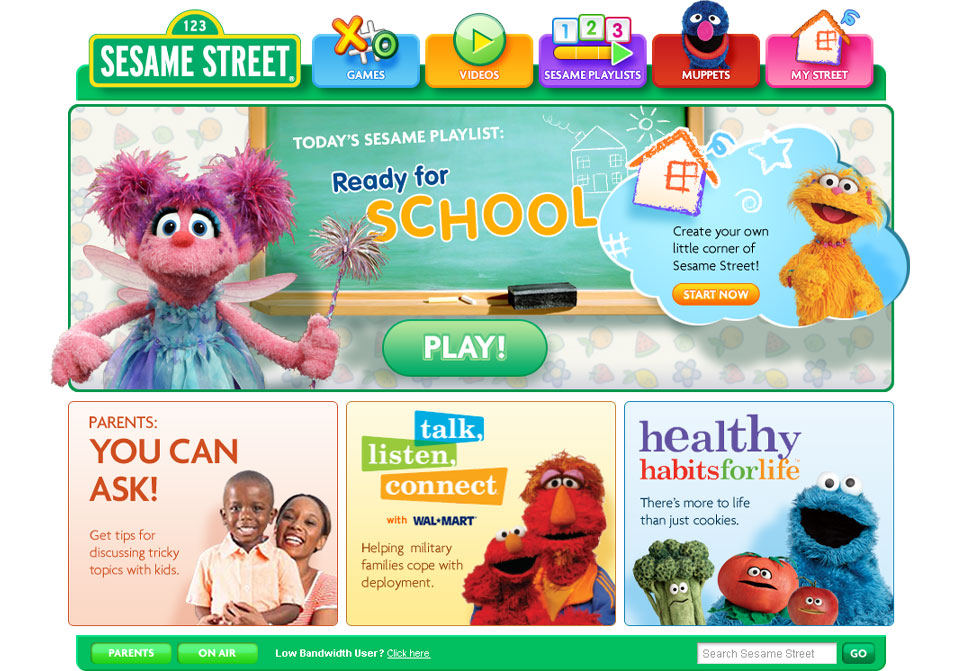 123
SESAME STREET®
GAMES
VIDEOS
1 2 3
SESAME PLAYLISTS
MUPPETS
MY STREET
TODAY'S SESAME PLAYLIST:
Ready for
SCHOOL
Create your own
little corner of
Sesame Street!
START NOW
PLAY!
PARENTS:
YOU CAN
ASK!
Get tips for
discussing tricky
topics with kids.
talk,
listen,
connect
with WAL★MART
Helping military
families cope with
deployment.
healthy
habitsforlife™
There's more to life
than just cookies.
PARENTS
ON AIR
Low Bandwidth User? Click here
Search Sesame Street
GO